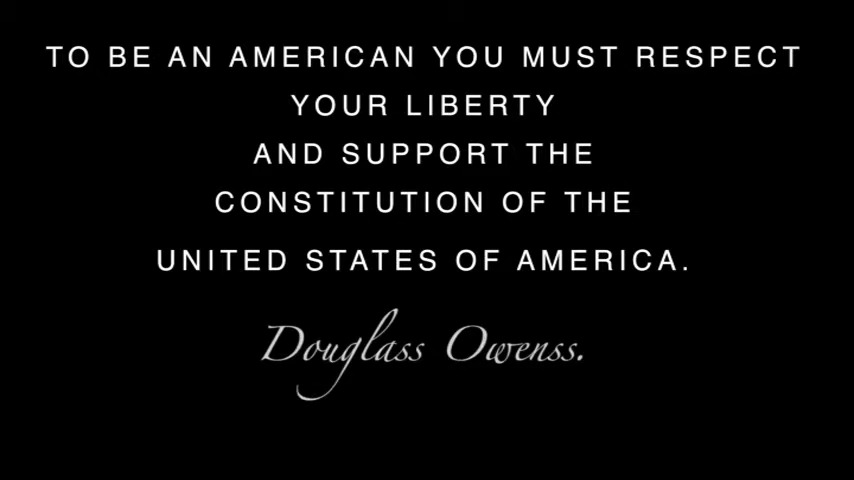 TO BE AN AMERICAN YOU MUST RESPECT
YOUR LIBERTY
AND SUPPORT THE
CONSTITUTION OF THE
UNITED STATES OF AMERICA.
Douglass Owenss.